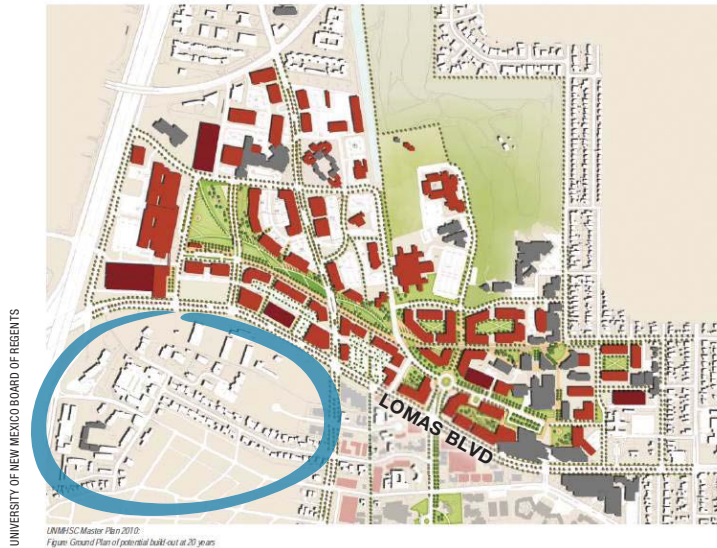 UNIVERSITY OF NEW MEXICO BOARD OF REGENTS
LOMAS BLVD
UNMHSC Master Plan 2010:
Figure Ground Plan of potential build-out at 20 years